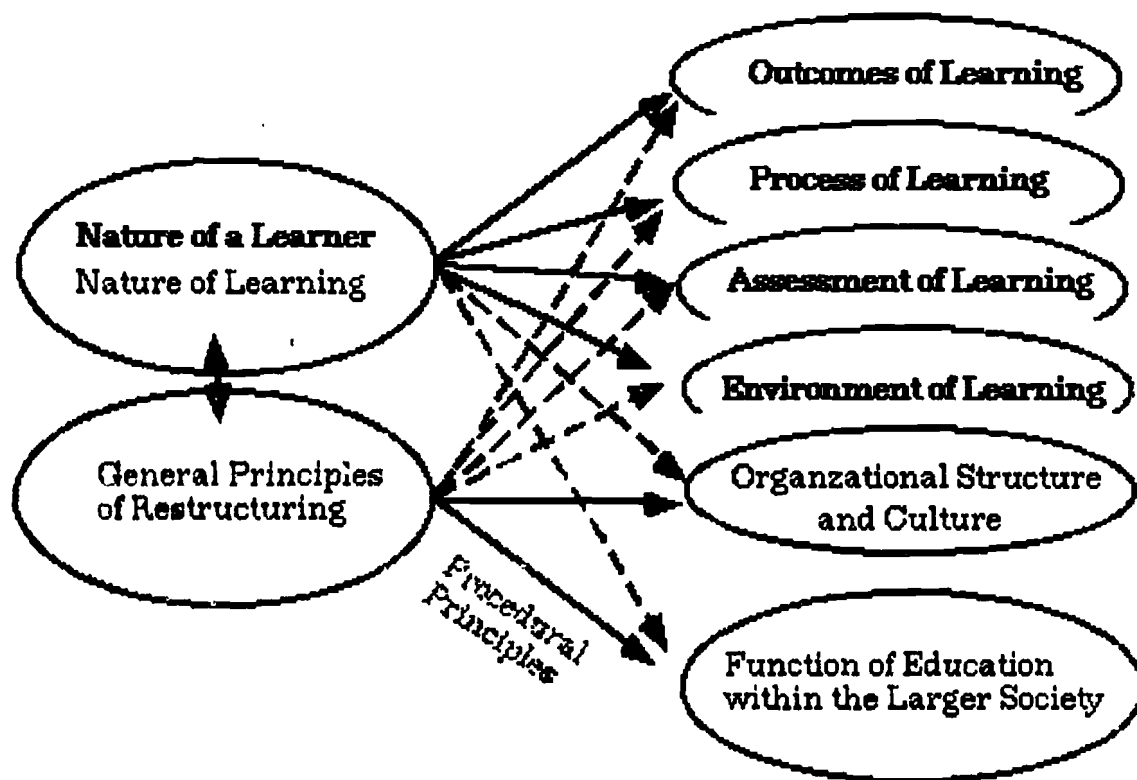 Outcomes of Learning
Process of Learning
Nature of a Learner
Nature of Learning
Assessment of Learning
Environment of Learning
General Principles
of Restructuring
Organzational Structure
and Culture
Procedural
Principles
Function of Education
within the Larger Society